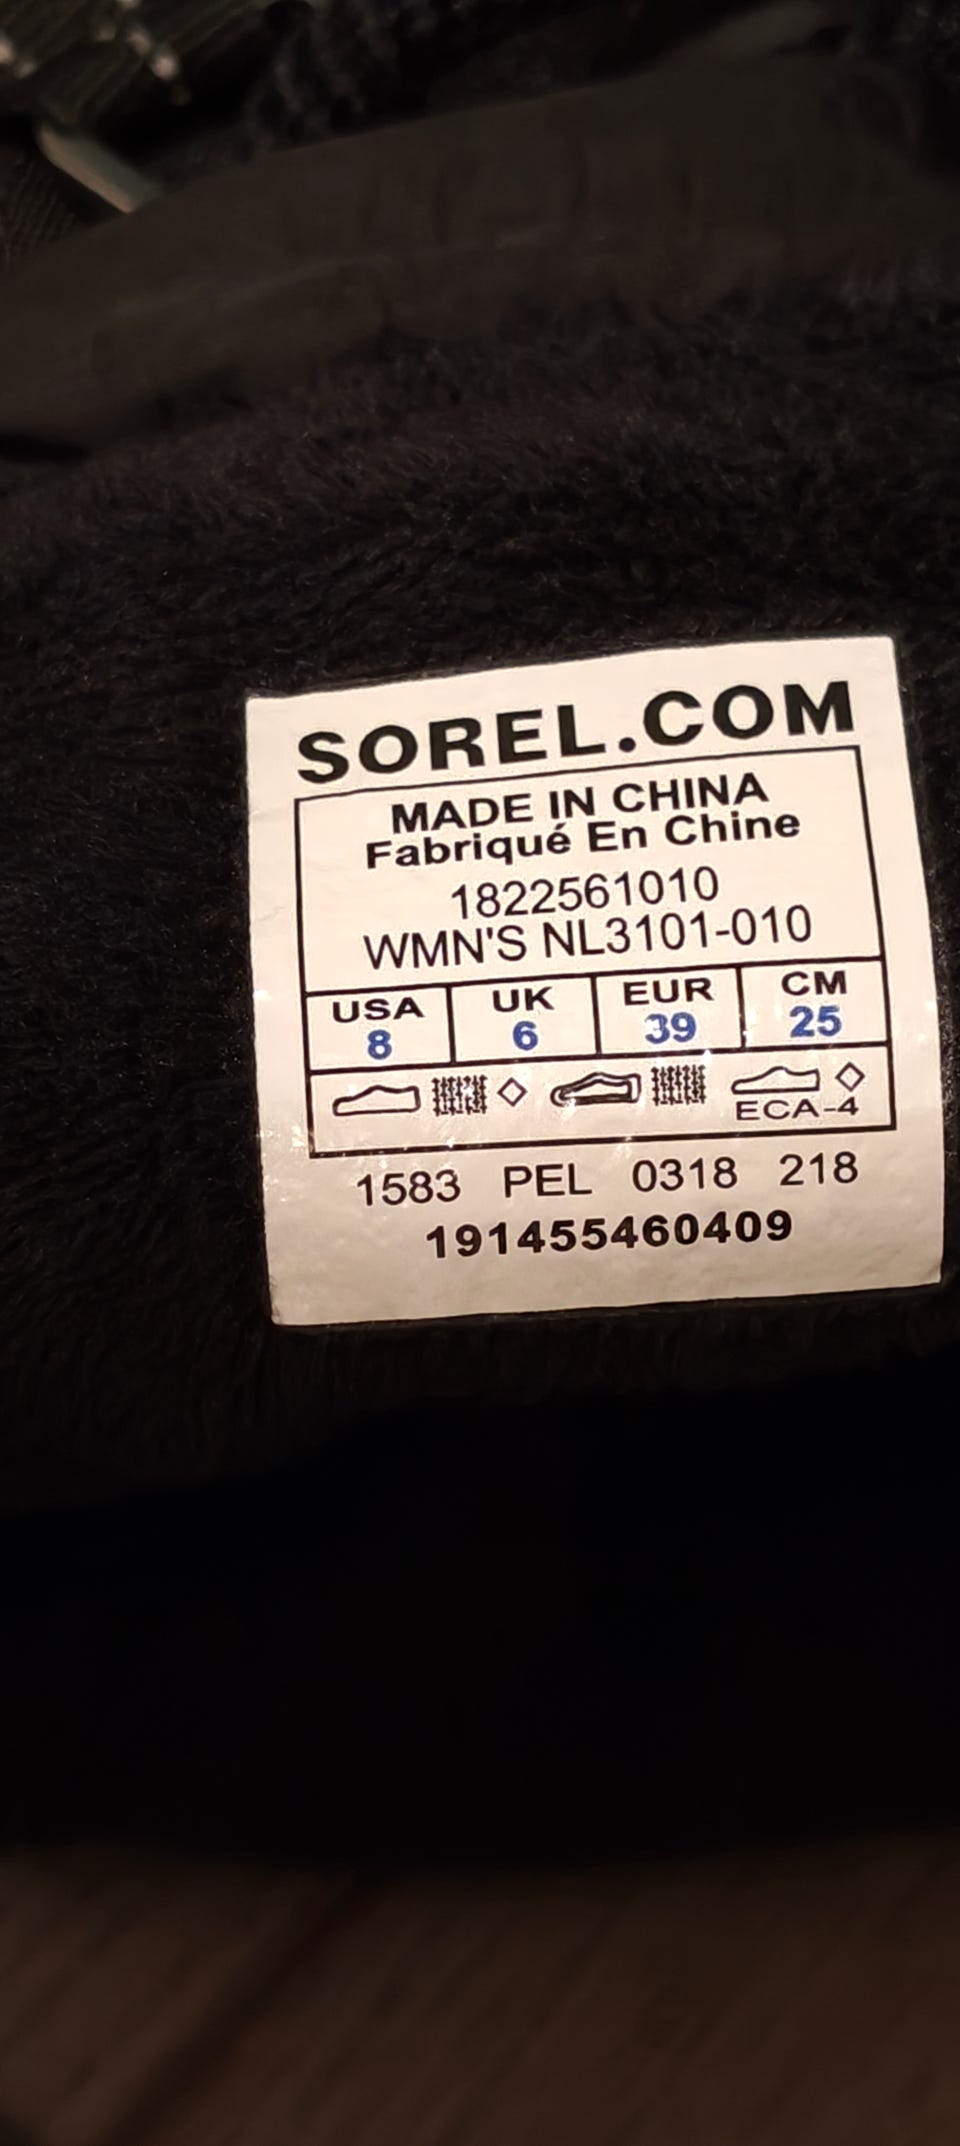 SOREL.COM
MADE IN CHINA
Fabriqué En Chine
1822561010
WMN'S NL3101-010
USA UK EUR CM
8 6 39 25
ECA-4
1583 PEL 0318 218
191455460409